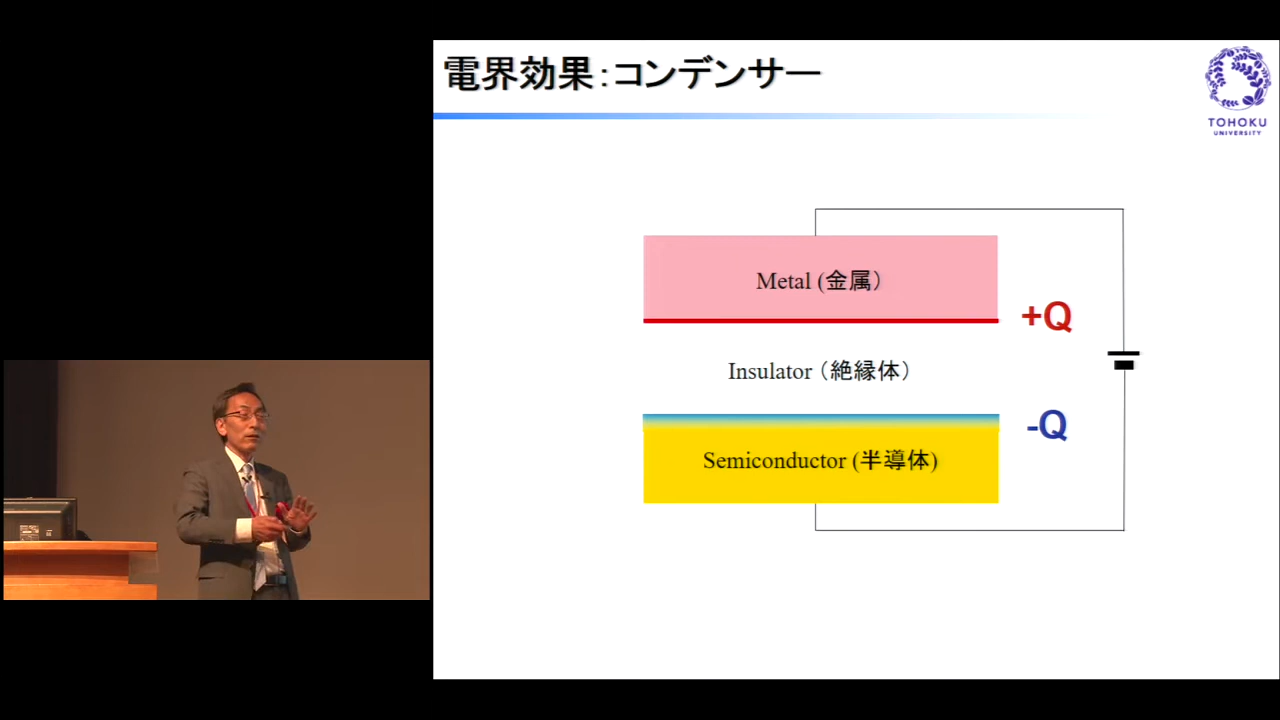 電界効果：コンデンサー
TOHOKU
UNIVERSITY
Metal (金属）
+Q
Insulator （絶縁体）
-Q
Semiconductor (半導体)